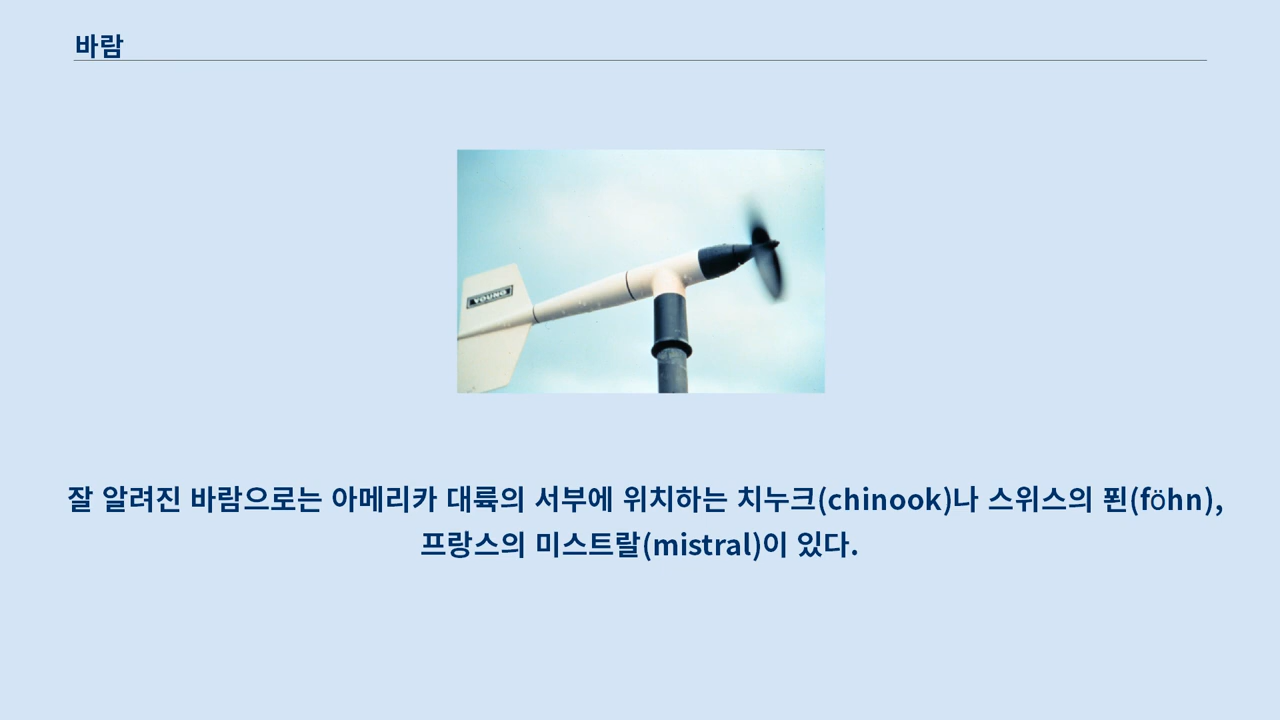 바람
YOUNG
잘 알려진 바람으로는 아메리카 대륙의 서부에 위치하는 치누크(chinook)나 스위스의 푄(föhn),
프랑스의 미스트랄(mistral)이 있다.